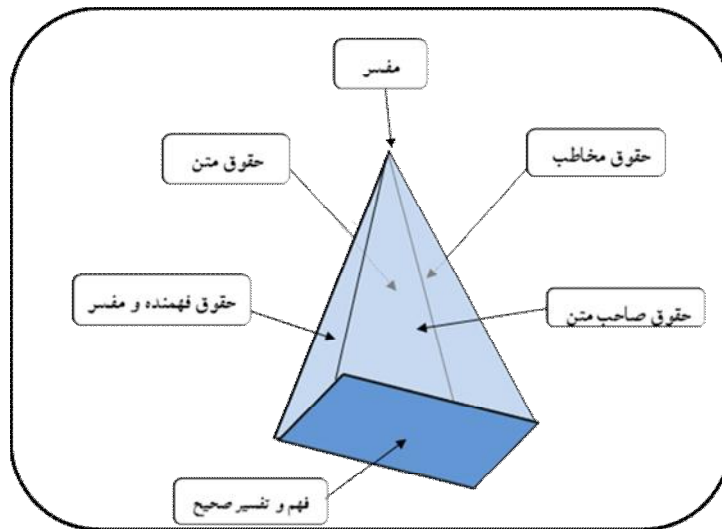 مفسر
حقوق مخاطب
حقوق متن
حقوق فهمنده و مفسر
حقوق صاحب متن
فهم و تفسیر صحیح